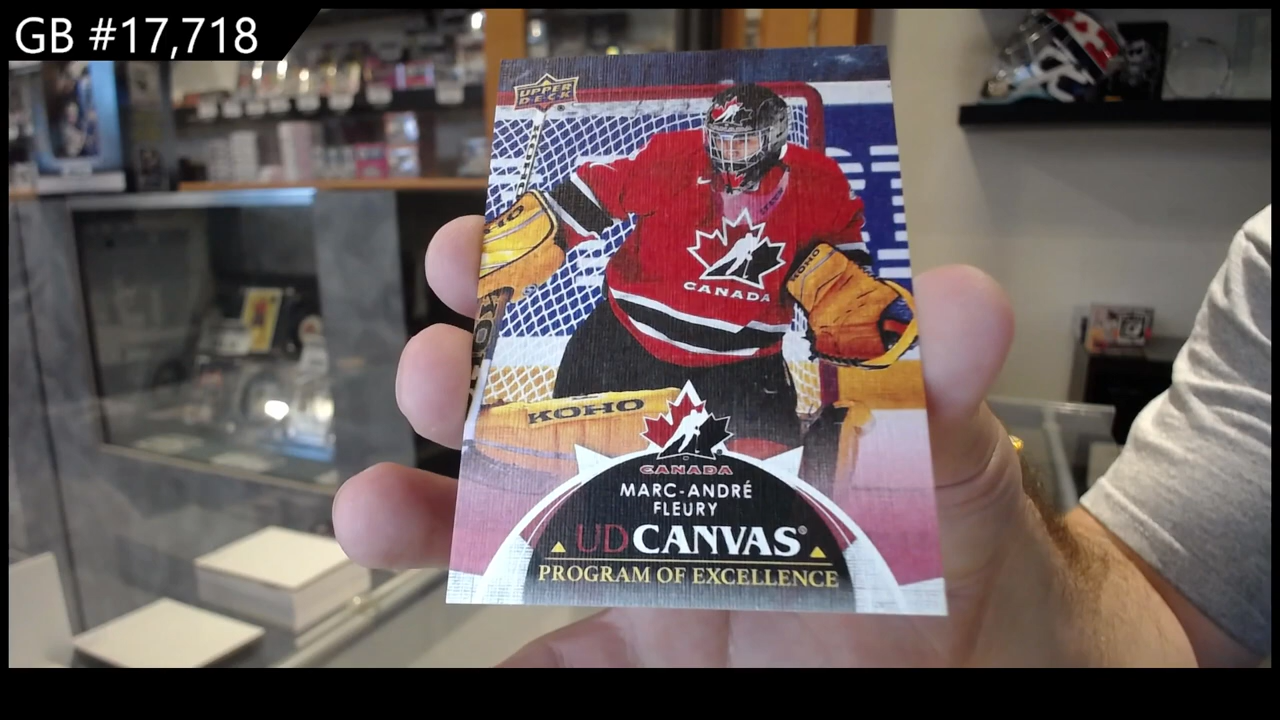 GB #17,718
UPPER
DECK
KOHO
CANADA
KOHO
CANADA
MARC-ANDRÉ
FLEURY
UD CANVAS®
PROGRAM OF EXCELLENCE